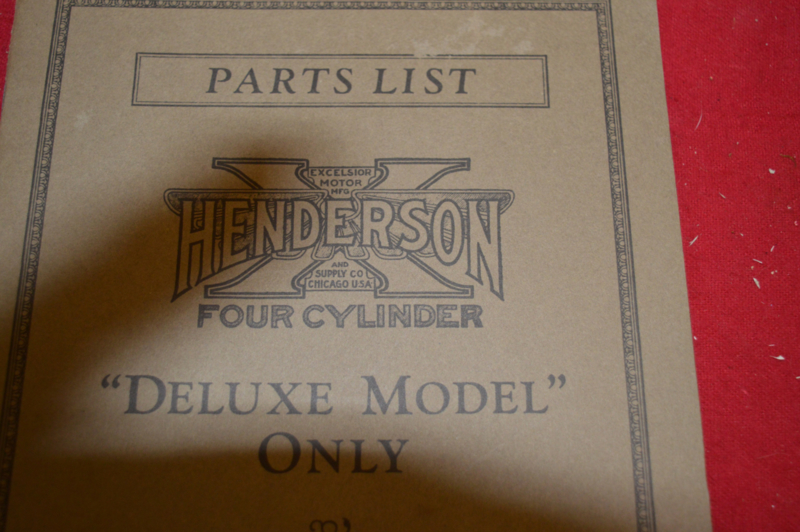 PARTS LIST
EXCELSIOR
MOTOR
MFG
HENDERSON
AND
SUPPLY CO
CHICAGO U.S.A.
FOUR CYLINDER
“DELUXE MODEL”
ONLY